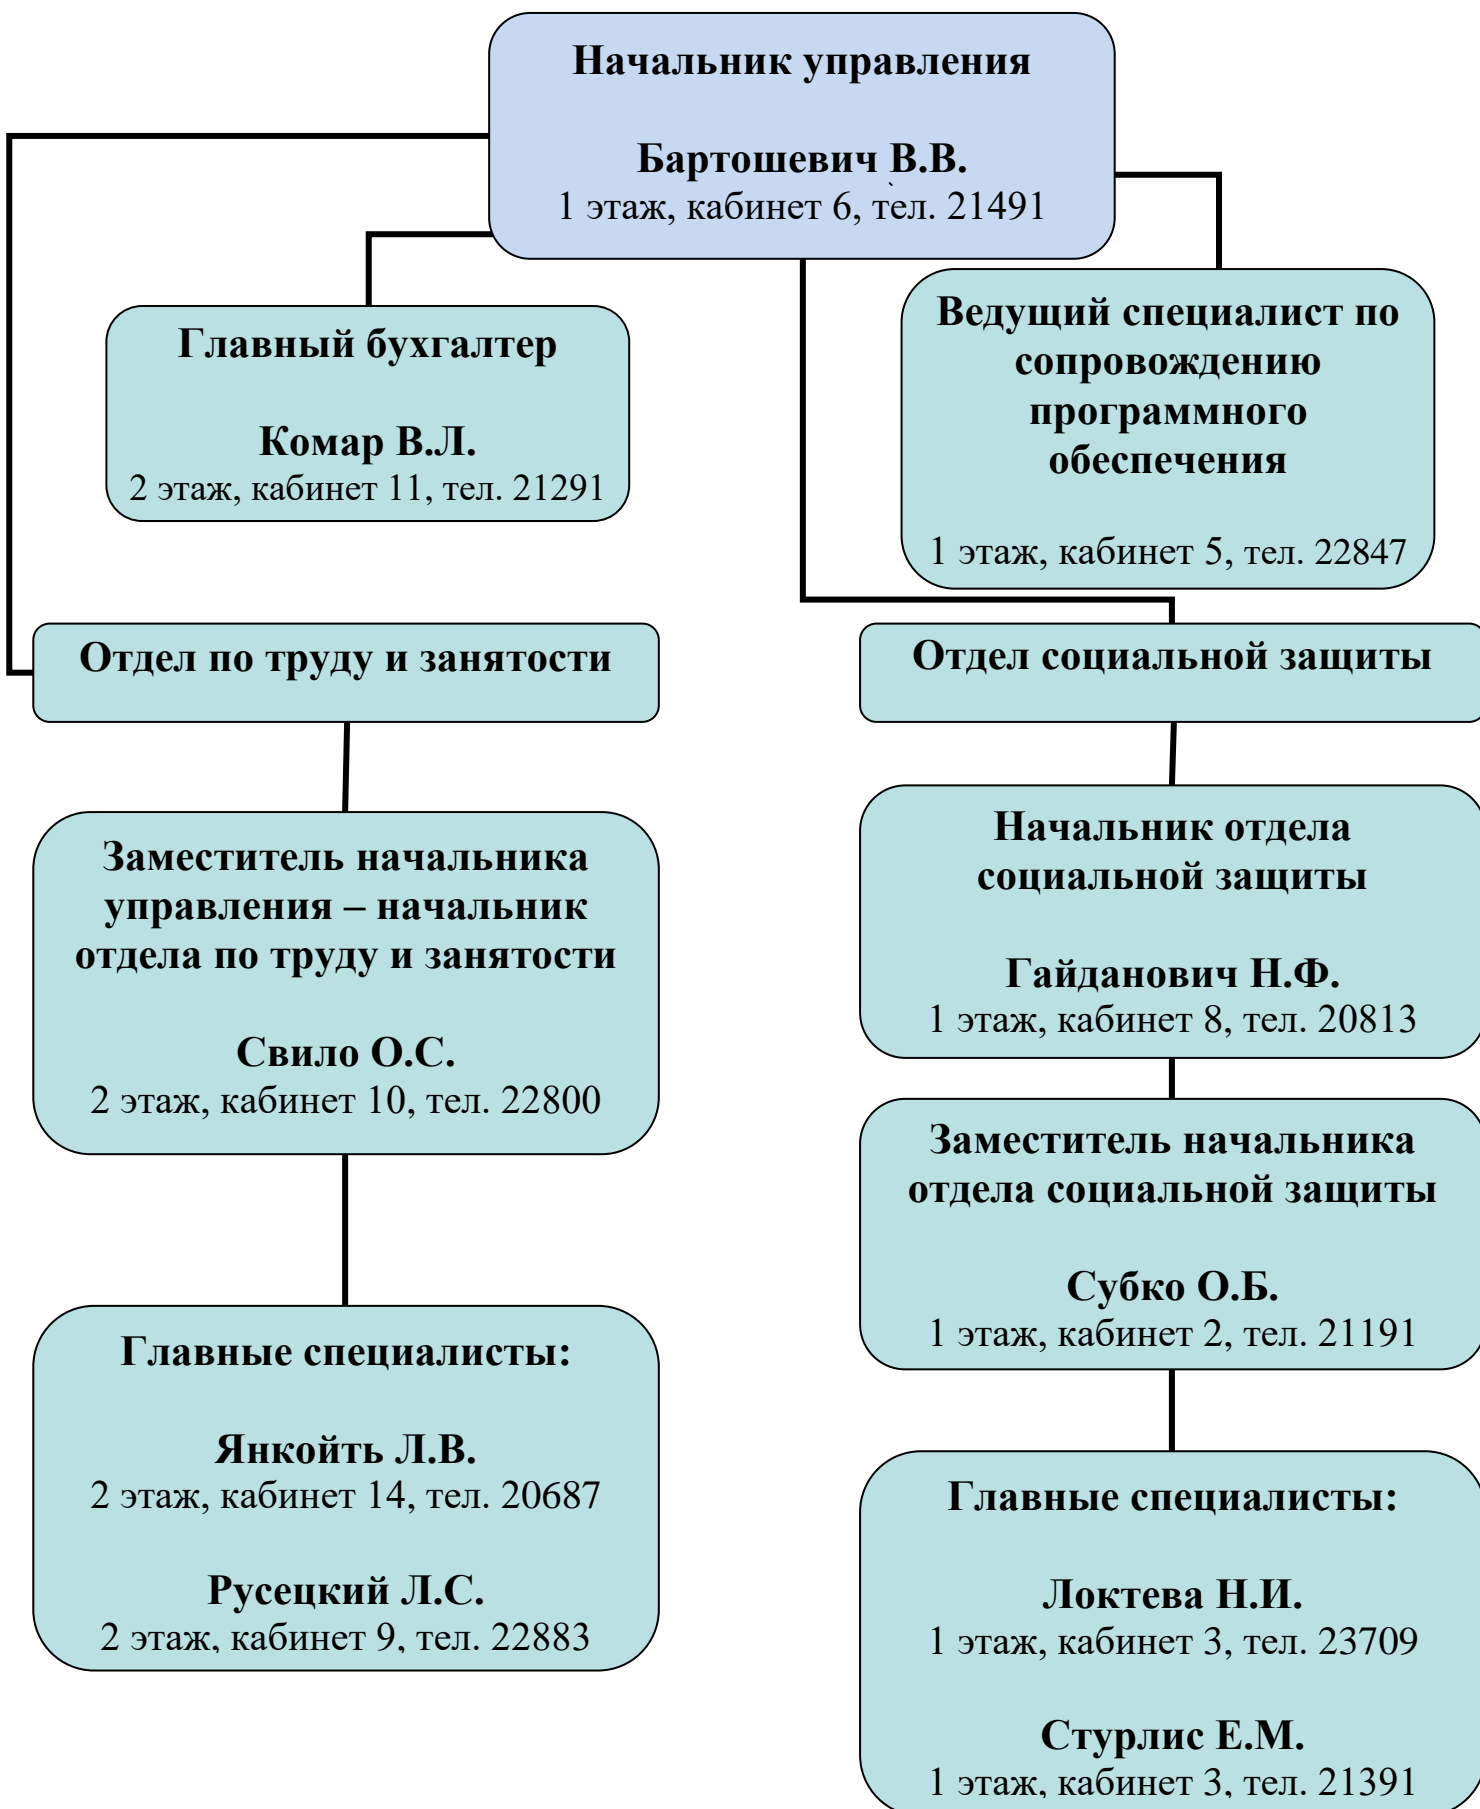 Начальник управления
Бартошевич В.В.
1 этаж, кабинет 6, тел. 21491
Главный бухгалтер
Комар В.Л.
2 этаж, кабинет 11, тел. 21291
Ведущий специалист по
сопровождению
программного
обеспечения
1 этаж, кабинет 5, тел. 22847
Отдел по труду и занятости
Отдел социальной защиты
Заместитель начальника
управления – начальник
отдела по труду и занятости
Свило О.С.
2 этаж, кабинет 10, тел. 22800
Главные специалисты:
Янкойть Л.В.
2 этаж, кабинет 14, тел. 20687
Русецкий Л.С.
2 этаж, кабинет 9, тел. 22883
Начальник отдела
социальной защиты
Гайданович Н.Ф.
1 этаж, кабинет 8, тел. 20813
Заместитель начальника
отдела социальной защиты
Субко О.Б.
1 этаж, кабинет 2, тел. 21191
Главные специалисты:
Локтева Н.И.
1 этаж, кабинет 3, тел. 23709
Стурлис Е.М.
1 этаж, кабинет 3, тел. 21391